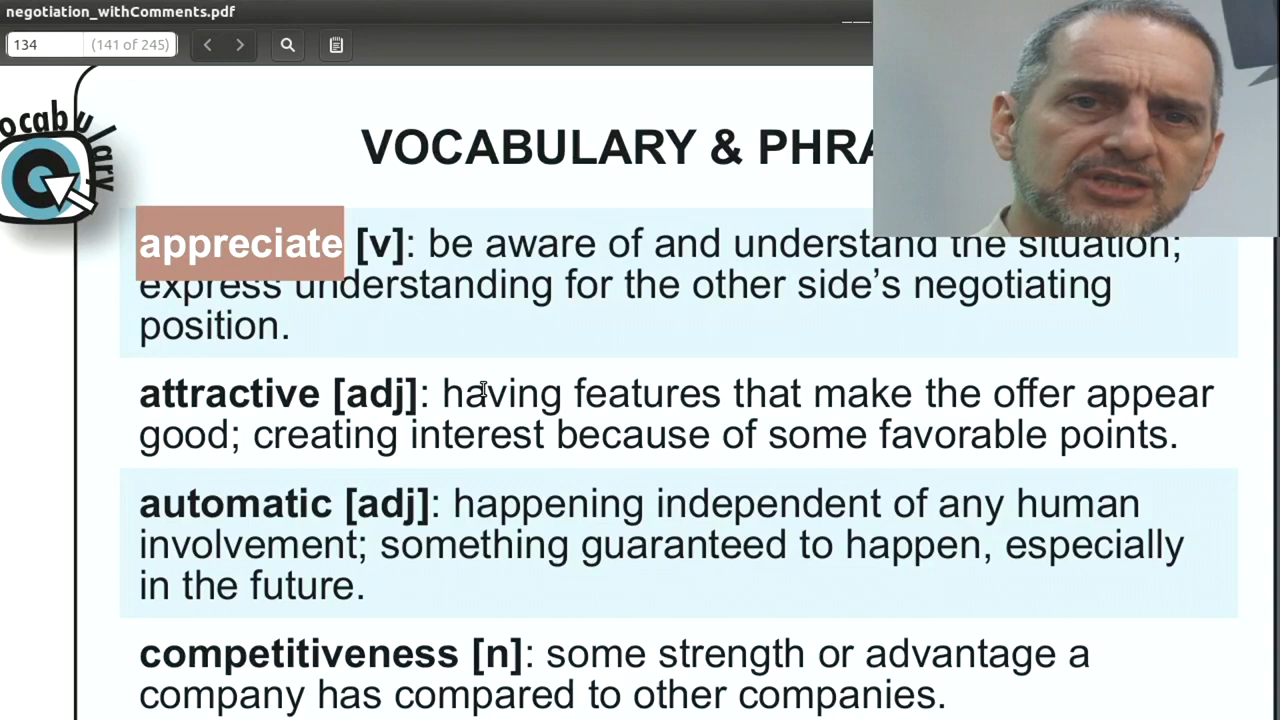 negotiation_withComments.pdf
134 (141 of 245)
ocabulary
VOCABULARY & PHRA
appreciate [v]: be aware of and understand the situation;
express understanding for the other side's negotiating
position.
attractive [adj]: having features that make the offer appear
good; creating interest because of some favorable points.
automatic [adj]: happening independent of any human
involvement; something guaranteed to happen, especially
in the future.
competitiveness [n]: some strength or advantage a
company has compared to other companies.